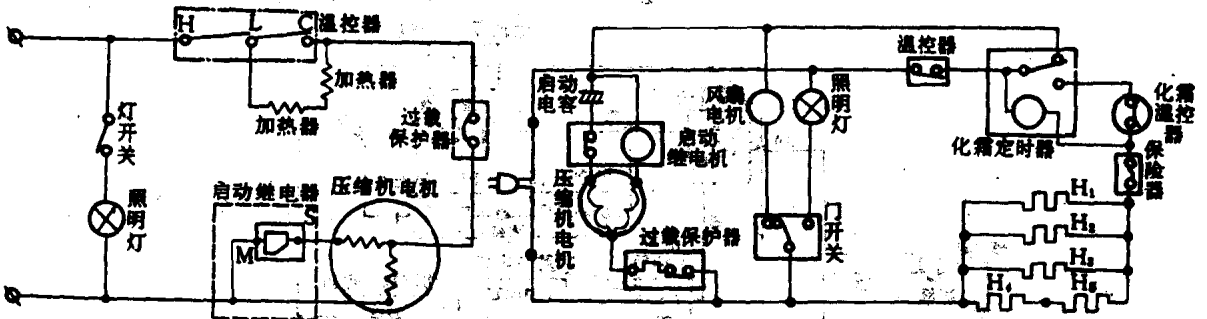 H L C 温控器
加热器
加热器
灯开关
照明灯
过载
保护器
启动继电器
S
M
压缩机电机
启动
电容
启动
继电机
压缩机电机
过载保护器
风扇
电机
照明灯
门开关
温控器
化霜定时器
化霜温控器
保险器
H₁
H₂
H₃
H₄ H₅